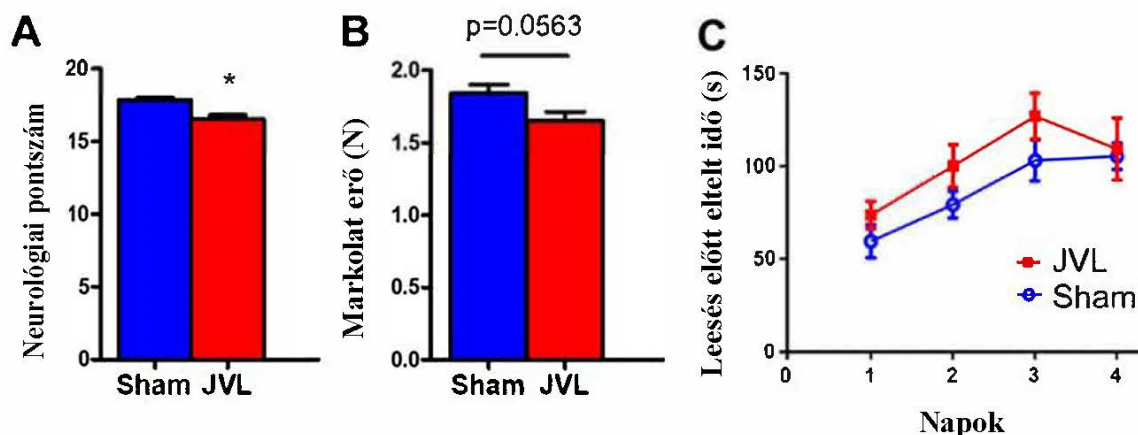 A
Neurológiai pontszám
20
15
10
5
0
*
Sham JVL
B
p=0.0563
Markolat erő (N)
2.0
1.5
1.0
0.5
0.0
Sham JVL
C
Leesés előtt eltelt idő (s)
150
100
50
0
0 1 2 3 4
JVL
Sham
Napok